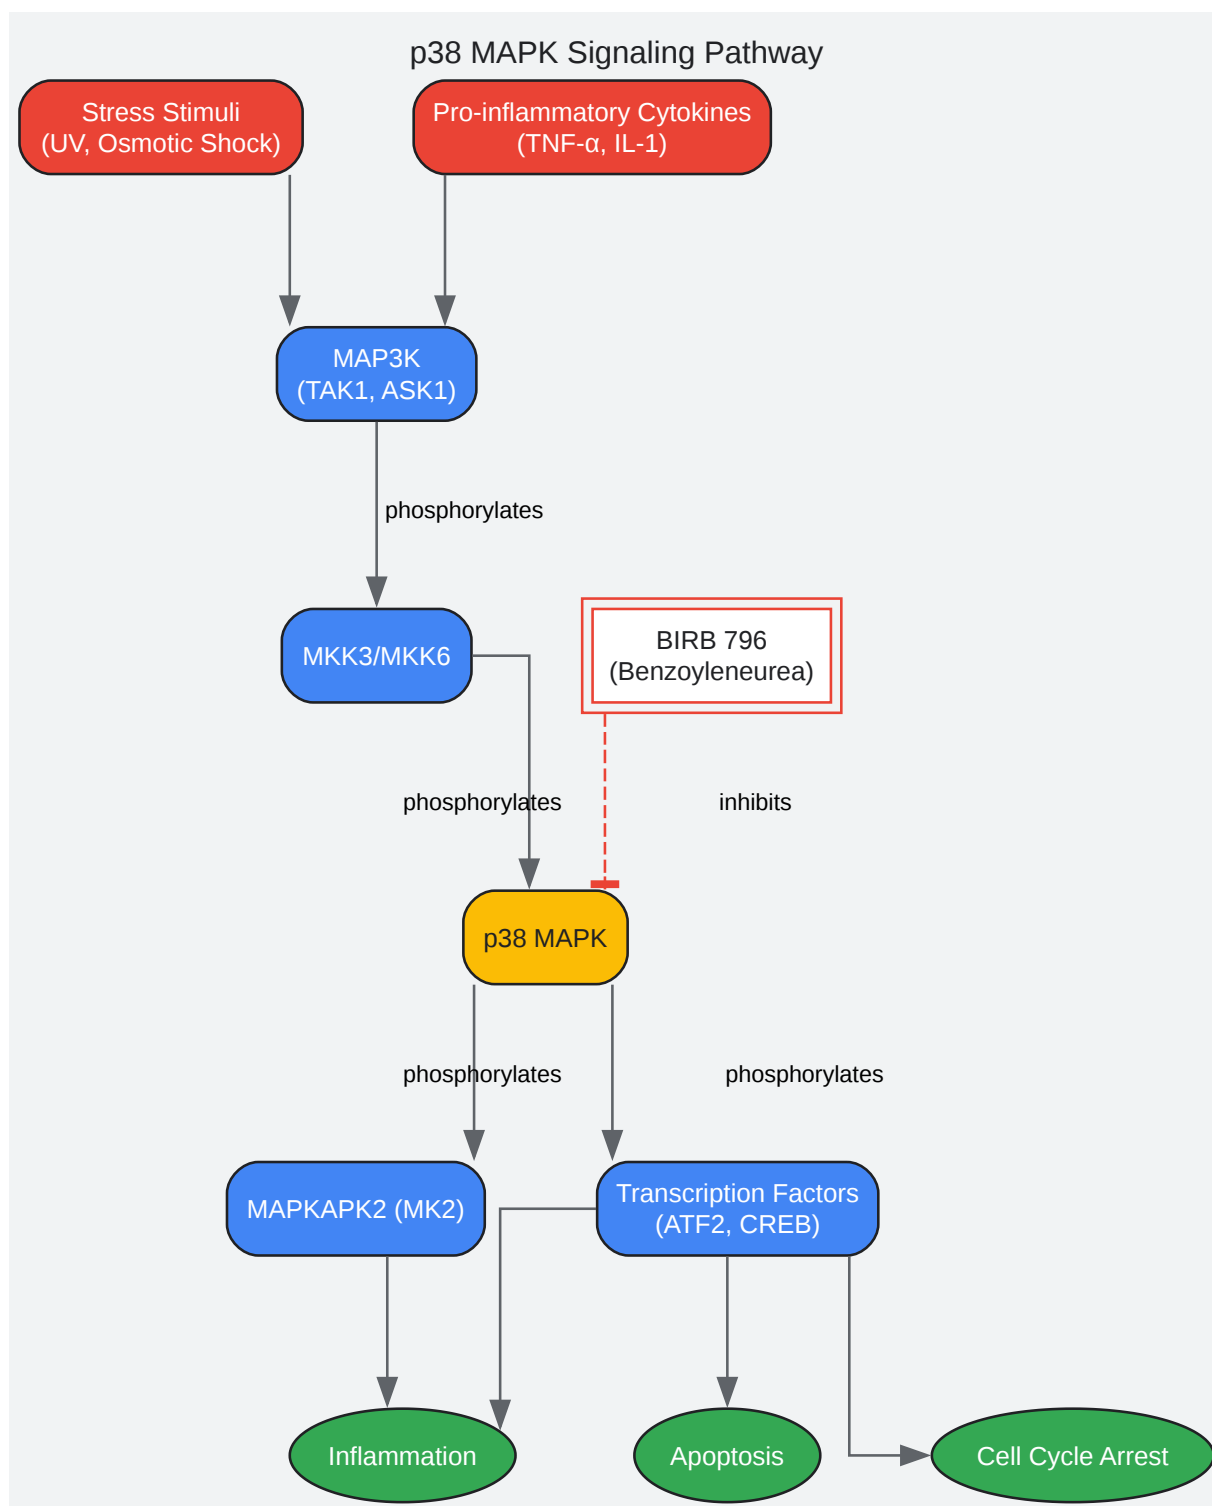 p38 MAPK Signaling Pathway
Stress Stimuli
(UV, Osmotic Shock)
Pro-inflammatory Cytokines
(TNF-α, IL-1)
MAP3K
(TAK1, ASK1)
phosphorylates
MKK3/MKK6
BIRB 796
(Benzoyleneurea)
phosphorylates
inhibits
p38 MAPK
phosphorylates
phosphorylates
MAPKAPK2 (MK2)
Transcription Factors
(ATF2, CREB)
Inflammation
Apoptosis
Cell Cycle Arrest